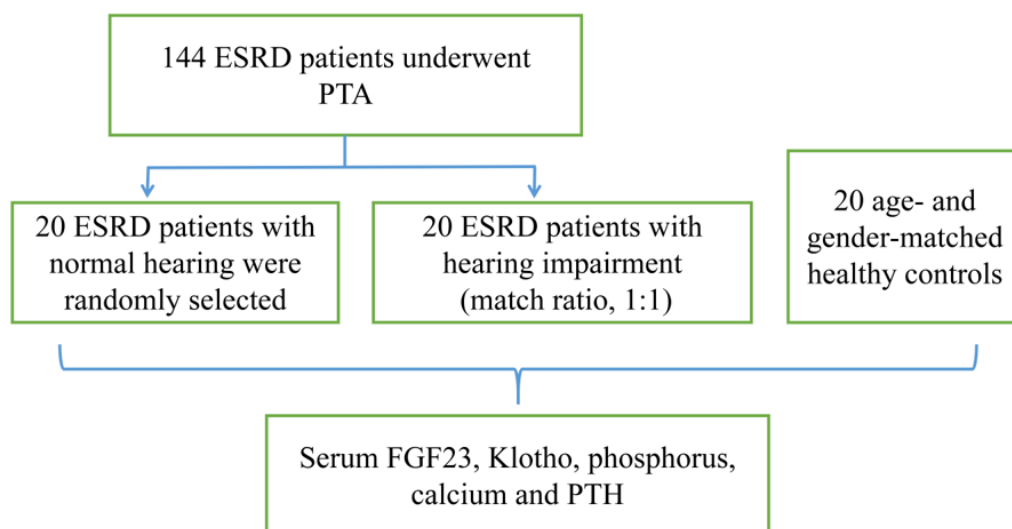 144 ESRD patients underwent
PTA
20 ESRD patients with
normal hearing were
randomly selected
20 ESRD patients with
hearing impairment
(match ratio, 1:1)
20 age- and
gender-matched
healthy controls
Serum FGF23, Klotho, phosphorus,
calcium and PTH